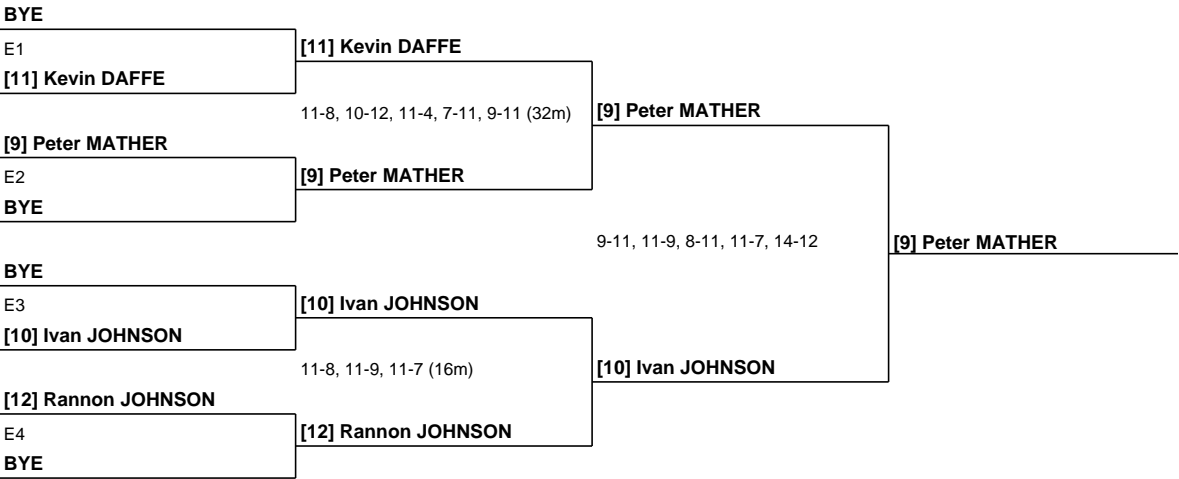 BYE
E1
[11] Kevin DAFFE
[11] Kevin DAFFE
11-8, 10-12, 11-4, 7-11, 9-11 (32m)
[9] Peter MATHER
[9] Peter MATHER
E2
[9] Peter MATHER
BYE
9-11, 11-9, 8-11, 11-7, 14-12
[9] Peter MATHER
BYE
E3
[10] Ivan JOHNSON
[10] Ivan JOHNSON
11-8, 11-9, 11-7 (16m)
[10] Ivan JOHNSON
[12] Rannon JOHNSON
E4
[12] Rannon JOHNSON
BYE